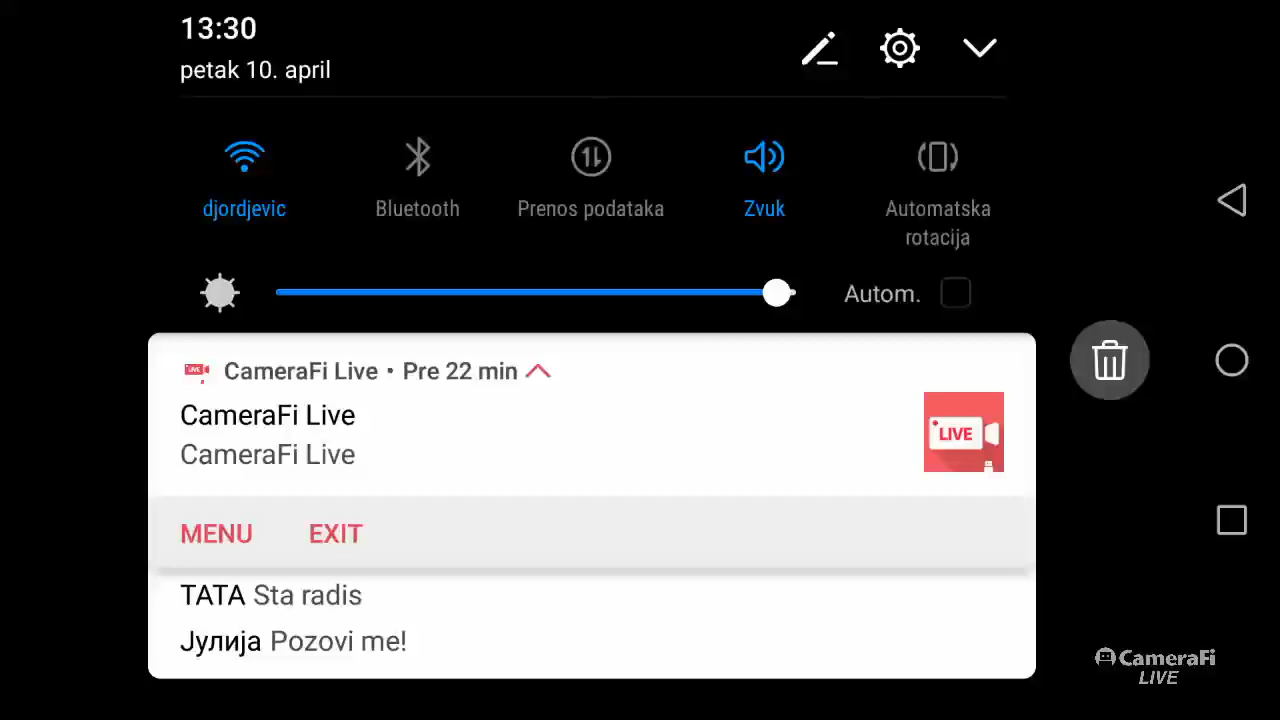 13:30
petak 10. april
djordjevic
Bluetooth
Prenos podataka
Zvuk
Automatska
rotacija
Autom.
LIVE
CameraFi Live • Pre 22 min
CameraFi Live
CameraFi Live
LIVE
MENU EXIT
TATA Sta radis
Јулија Pozovi me!
CameraFi
LIVE